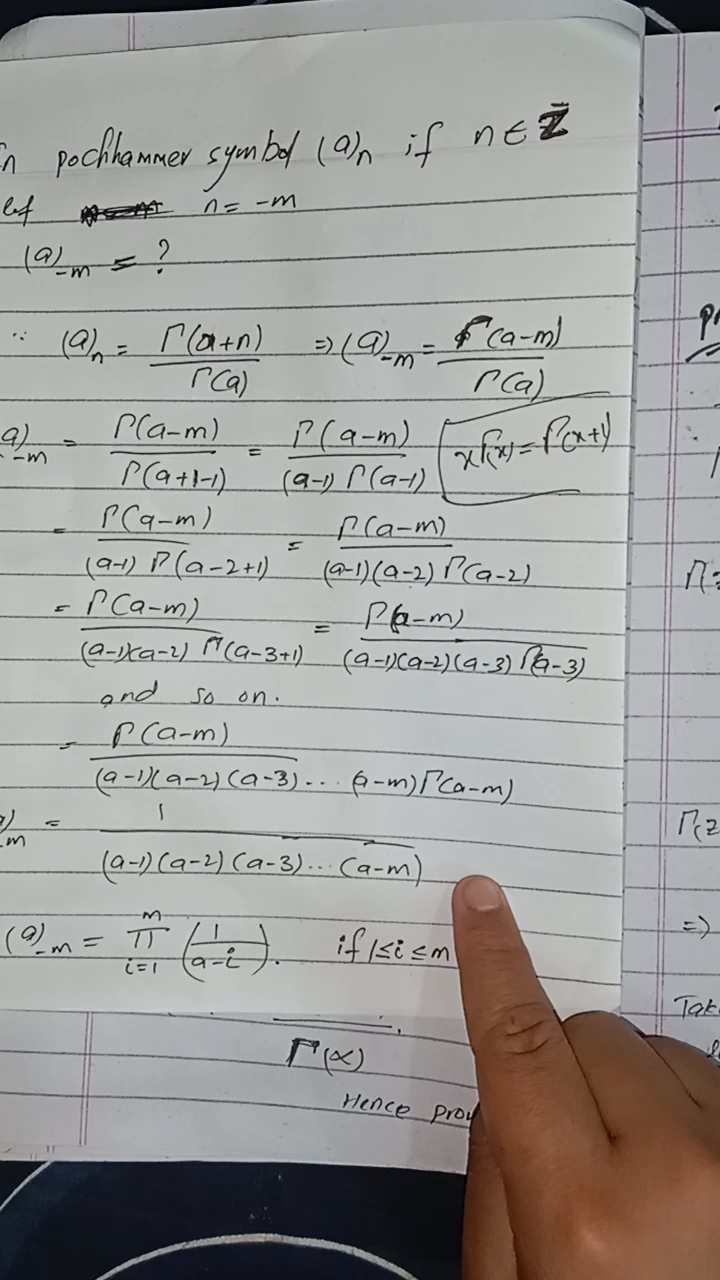 In pochhammer symbol (a)n if n ∈ Z̄
let n = -m
(a)-m = ?
∵ (a)n = Γ(a+n) / Γ(a) ⇒ (a)-m = Γ(a-m) / Γ(a)
a)-m = Γ(a-m) / Γ(a+1-1) = Γ(a-m) / (a-1) Γ(a-1) [xΓ(x) = Γ(x+1)
= Γ(a-m) / (a-1) Γ(a-2+1) = Γ(a-m) / (a-1)(a-2) Γ(a-2)
= Γ(a-m) / (a-1)(a-2) Γ(a-3+1) = Γ(a-m) / (a-1)(a-2)(a-3) Γ(a-3)
and so on.
= Γ(a-m) / (a-1)(a-2)(a-3)... (a-m)Γ(a-m)
)m = 1 / (a-1)(a-2)(a-3)... (a-m)
(a)-m = m Π i=1 (1 / a-i). if 1≤i≤m
Γ(α)
Hence prov
Γ(z
⇒)
Tak